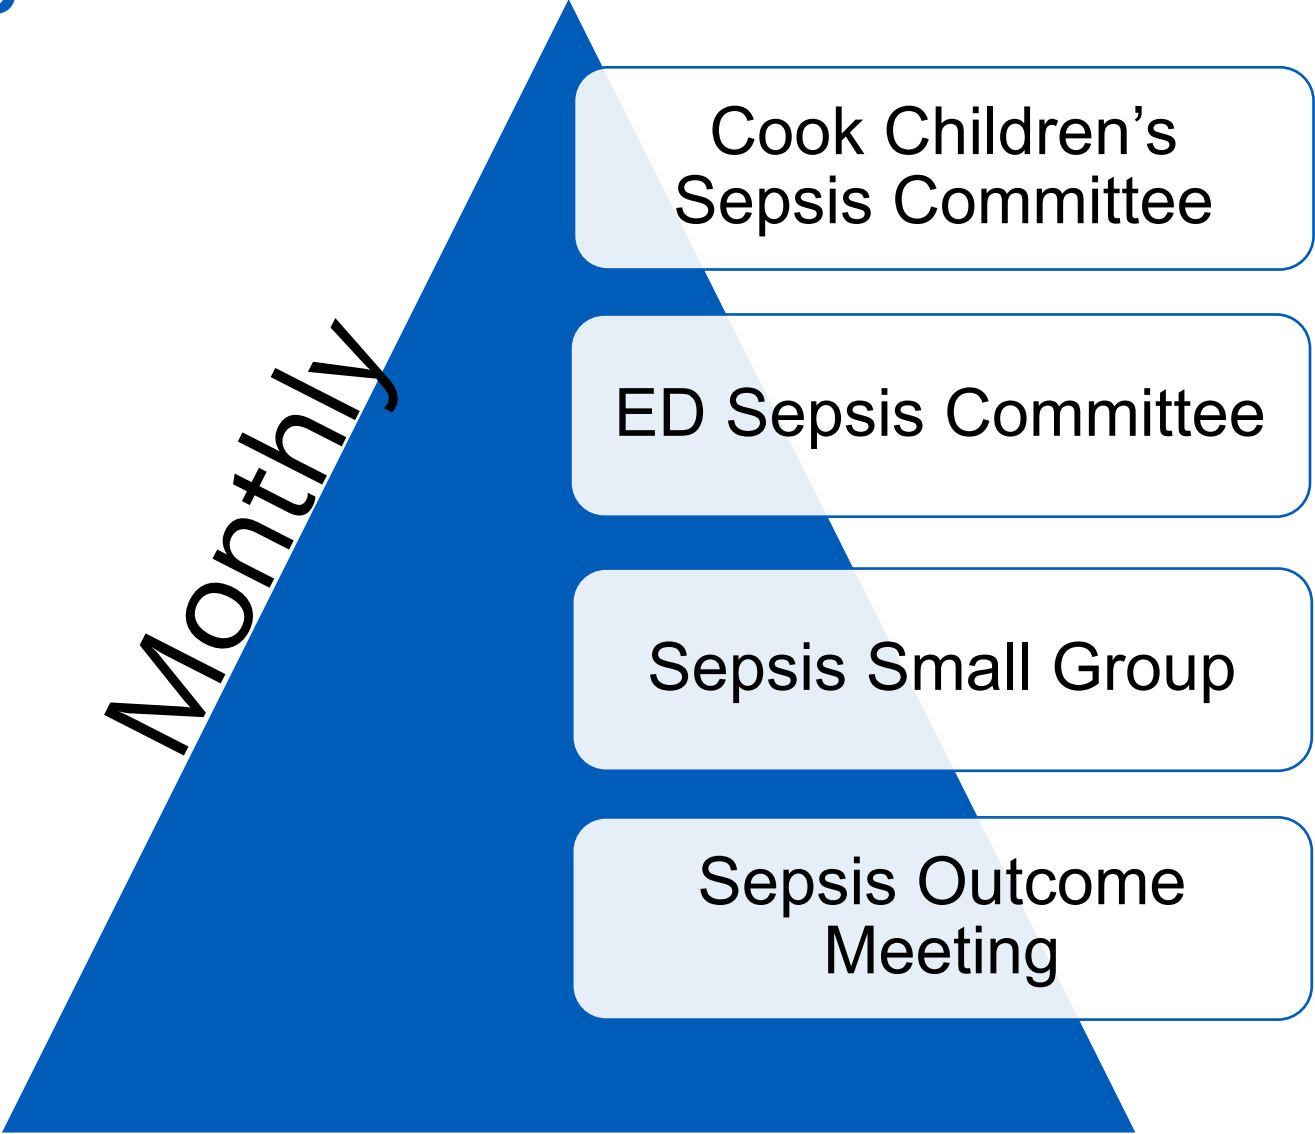 Cook Children’s
Sepsis Committee
Monthly
ED Sepsis Committee
Sepsis Small Group
Sepsis Outcome
Meeting